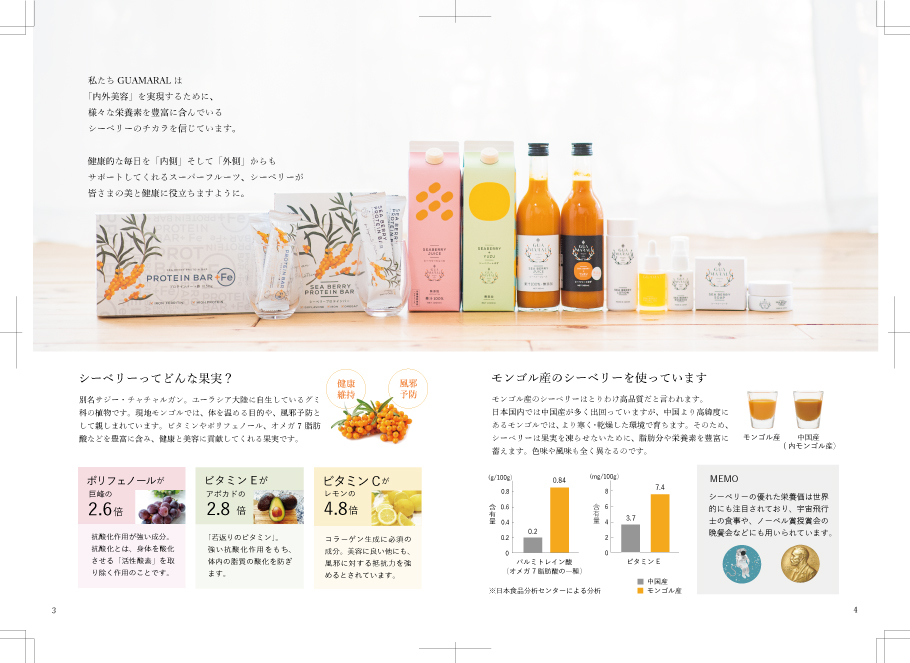 私たち GUAMARAL は
「内外美容」を実現するために、
様々な栄養素を豊富に含んでいる
シーベリーのチカラを信じています。
健康的な毎日を「内側」そして「外側」からも
サポートしてくれるスーパーフルーツ、シーベリーが
皆さまの美と健康に役立ちますように。
PROTEIN BAR +Fe
SEA BERRY
PROTEIN BAR
SEABERRY
JUICE
SEABERRY
YUZU
シーベリーってどんな果実？
健康
維持
風邪
予防
別名サジー・チャチャルガン。ユーラシア大陸に自生しているグミ
科の植物です。現地モンゴルでは、体を温める目的や、風邪予防と
して親しまれています。ビタミンやポリフェノール、オメガ 7 脂肪
酸などを豊富に含み、健康と美容に貢献してくれる果実です。
ポリフェノールが
巨峰の
2.6倍
抗酸化作用が強い成分。
抗酸化とは、身体を酸化
させる「活性酸素」を取
り除く作用のことです。
ビタミン Eが
アボカドの
2.8 倍
「若返りのビタミン」。
強い抗酸化作用をもち、
体内の脂質の酸化を防ぎ
ます。
ビタミン Cが
レモンの
4.8倍
コラーゲン生成に必須の
成分。美容に良い他にも、
風邪に対する抵抗力を強
めるとされています。
3
モンゴル産のシーベリーを使っています
モンゴル産のシーベリーはとりわけ高品質だと言われます。
日本国内では中国産が多く出回っていますが、中国より高緯度に
あるモンゴルでは、より寒く・乾燥した環境で育ちます。そのため、
シーベリーは果実を凍らせないために、脂肪分や栄養素を豊富に
蓄えます。色味や風味も全く異なるのです。
モンゴル産
中国産
（内モンゴル産）
(g/100g)
含有量
0.8
0.6
0.4
0.2
0
0.2
0.84
パルミトレイン酸
（オメガ 7 脂肪酸の一種）
(mg/100g)
含有量
8
6
4
2
0
3.7
7.4
ビタミン E
中国産
モンゴル産
※日本食品分析センターによる分析
MEMO
シーベリーの優れた栄養価は世界
的にも注目されており、宇宙飛行
士の食事や、ノーベル賞授賞会の
晩餐会などにも用いられています。
4